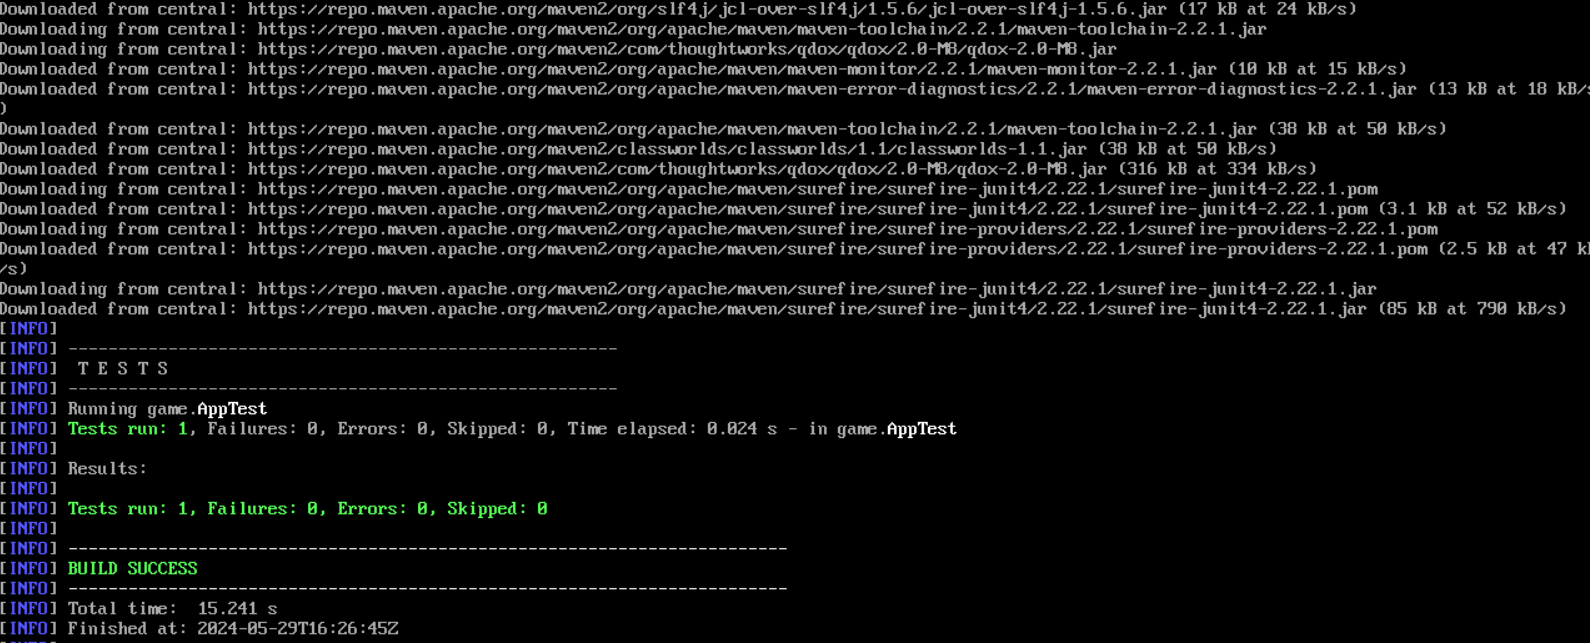 Downloaded from central: https://repo.maven.apache.org/maven2/org/slf4j/jcl-over-slf4j/1.5.6/jcl-over-slf4j-1.5.6.jar (17 kB at 24 kB/s)
Downloading from central: https://repo.maven.apache.org/maven2/org/apache/maven/maven-toolchain/2.2.1/maven-toolchain-2.2.1.jar
Downloading from central: https://repo.maven.apache.org/maven2/com/thoughtworks/qdox/qdox/2.0-M8/qdox-2.0-M8.jar
Downloaded from central: https://repo.maven.apache.org/maven2/org/apache/maven/maven-monitor/2.2.1/maven-monitor-2.2.1.jar (10 kB at 15 kB/s)
Downloaded from central: https://repo.maven.apache.org/maven2/org/apache/maven/maven-error-diagnostics/2.2.1/maven-error-diagnostics-2.2.1.jar (13 kB at 18 kB/s
)
Downloaded from central: https://repo.maven.apache.org/maven2/org/apache/maven/maven-toolchain/2.2.1/maven-toolchain-2.2.1.jar (38 kB at 50 kB/s)
Downloaded from central: https://repo.maven.apache.org/maven2/classworlds/classworlds/1.1/classworlds-1.1.jar (38 kB at 50 kB/s)
Downloaded from central: https://repo.maven.apache.org/maven2/com/thoughtworks/qdox/qdox/2.0-M8/qdox-2.0-M8.jar (316 kB at 334 kB/s)
Downloading from central: https://repo.maven.apache.org/maven2/org/apache/maven/surefire/surefire-junit4/2.22.1/surefire-junit4-2.22.1.pom
Downloaded from central: https://repo.maven.apache.org/maven2/org/apache/maven/surefire/surefire-junit4/2.22.1/surefire-junit4-2.22.1.pom (3.1 kB at 52 kB/s)
Downloading from central: https://repo.maven.apache.org/maven2/org/apache/maven/surefire/surefire-providers/2.22.1/surefire-providers-2.22.1.pom
Downloaded from central: https://repo.maven.apache.org/maven2/org/apache/maven/surefire/surefire-providers/2.22.1/surefire-providers-2.22.1.pom (2.5 kB at 47 kB
/s)
Downloading from central: https://repo.maven.apache.org/maven2/org/apache/maven/surefire/surefire-junit4/2.22.1/surefire-junit4-2.22.1.jar
Downloaded from central: https://repo.maven.apache.org/maven2/org/apache/maven/surefire/surefire-junit4/2.22.1/surefire-junit4-2.22.1.jar (85 kB at 790 kB/s)
[INFO]
[INFO] -------------------------------------------------------
[INFO]  T E S T S
[INFO] -------------------------------------------------------
[INFO] Running game.AppTest
[INFO] Tests run: 1, Failures: 0, Errors: 0, Skipped: 0, Time elapsed: 0.024 s - in game.AppTest
[INFO]
[INFO] Results:
[INFO]
[INFO] Tests run: 1, Failures: 0, Errors: 0, Skipped: 0
[INFO]
[INFO] ------------------------------------------------------------------------
[INFO] BUILD SUCCESS
[INFO] ------------------------------------------------------------------------
[INFO] Total time:  15.241 s
[INFO] Finished at: 2024-05-29T16:26:45Z